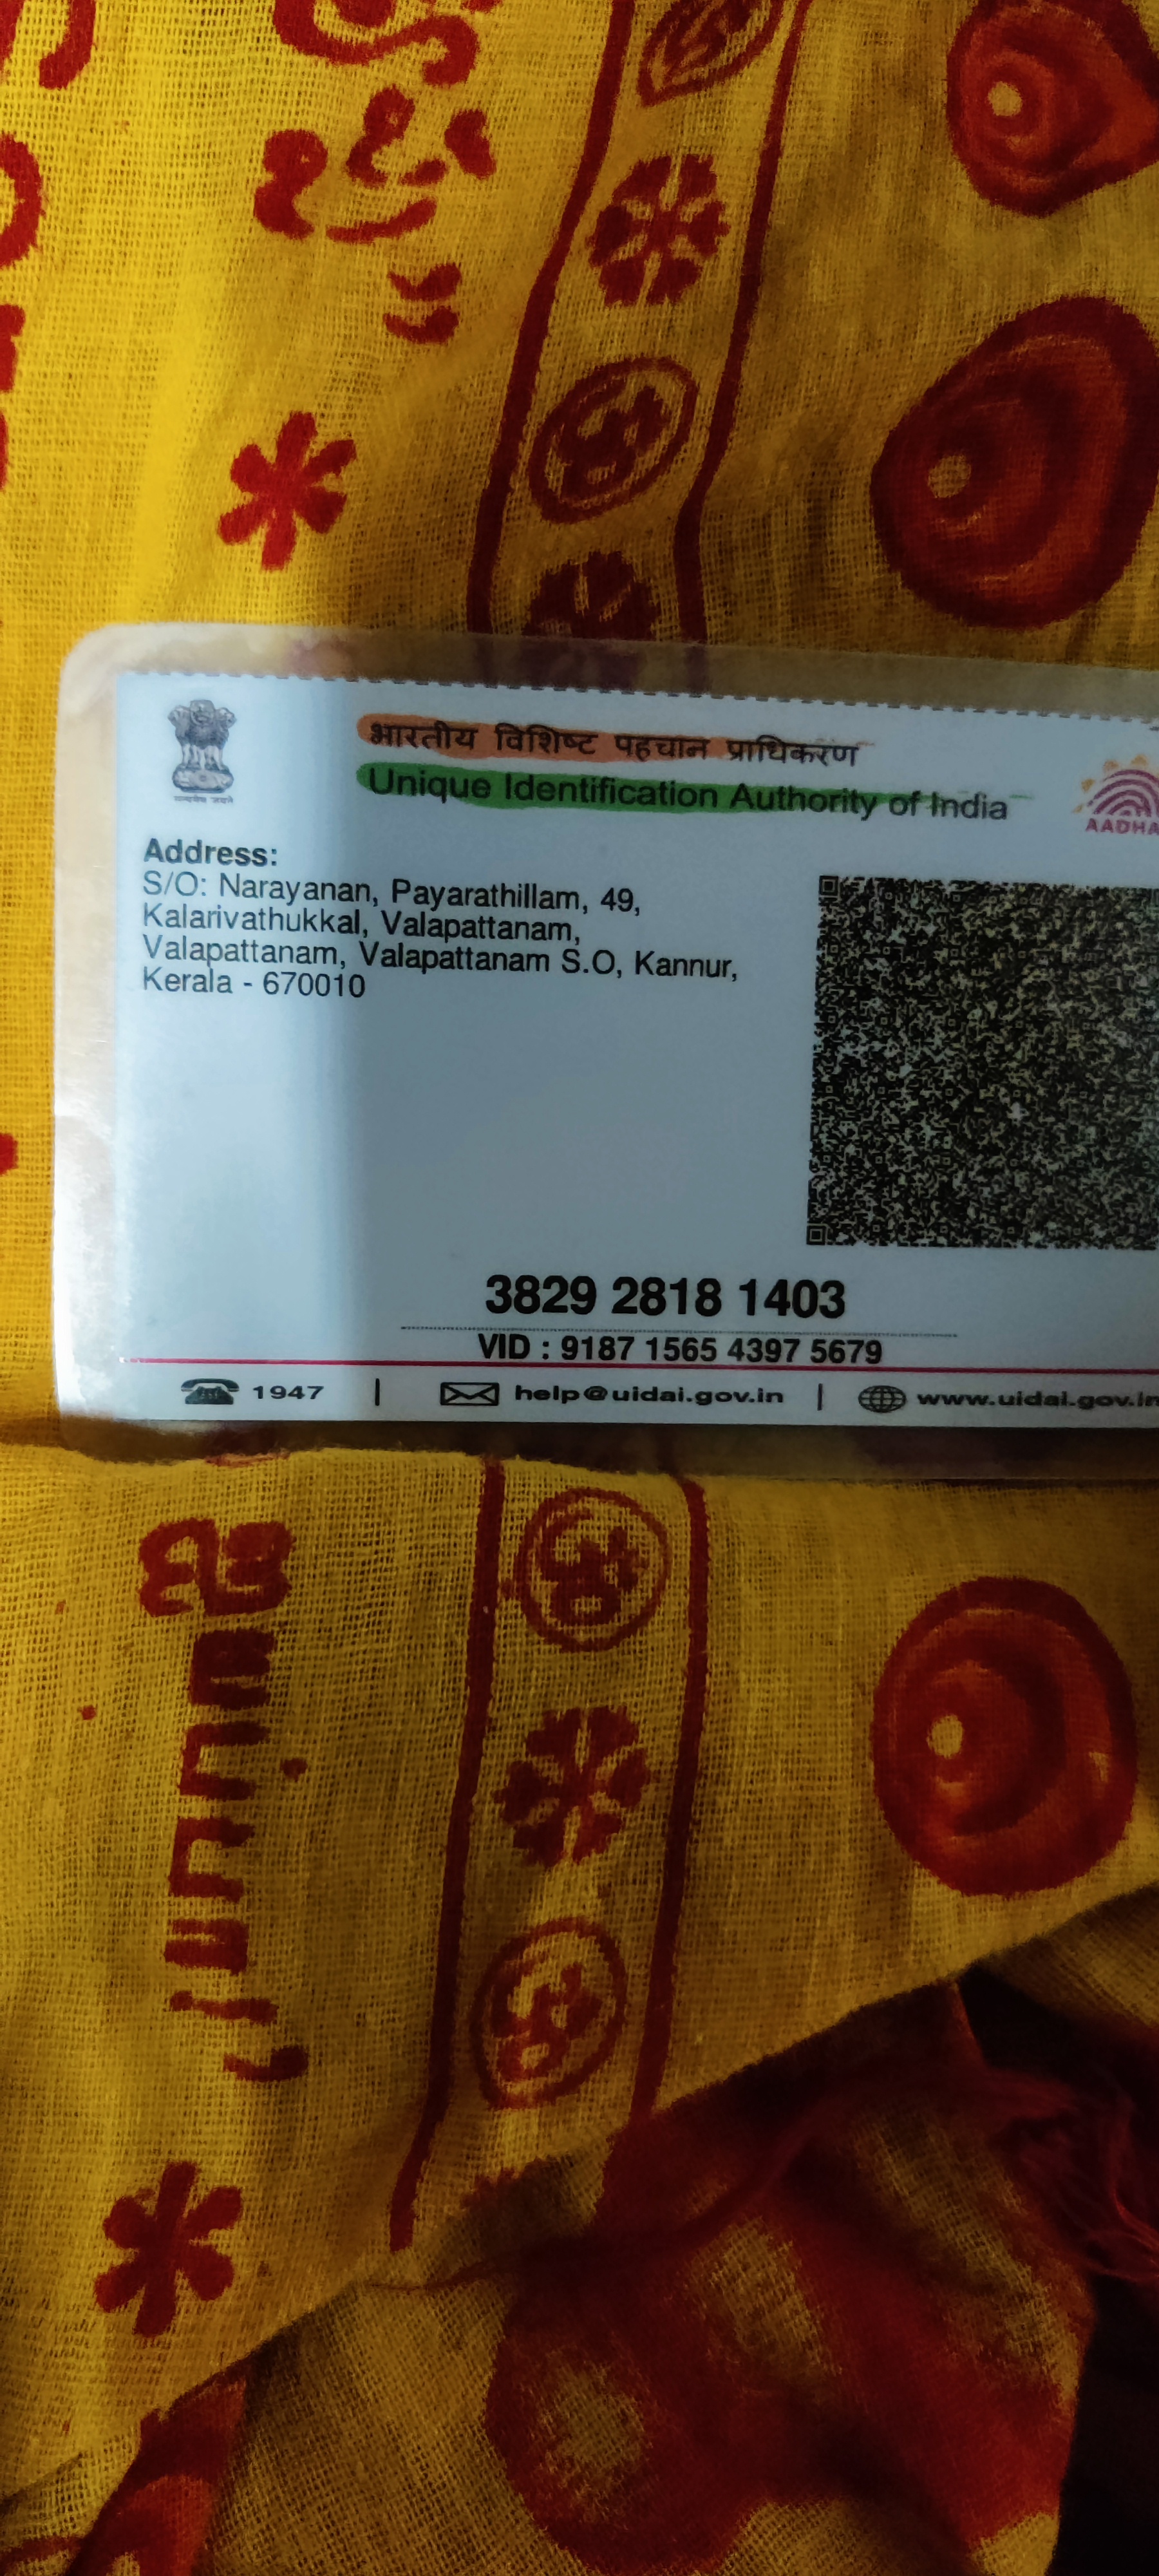 भारतीय विशिष्ट पहचान प्राधिकरण
Unique Identification Authority of India
सत्यमेव जयते
AADHA
Address:
S/O: Narayanan, Payarathillam, 49,
Kalarivathukkal, Valapattanam,
Valapattanam, Valapattanam S.O, Kannur,
Kerala - 670010
3829 2818 1403
VID : 9187 1565 4397 5679
1947 | help@uidai.gov.in | www.uidai.gov.in